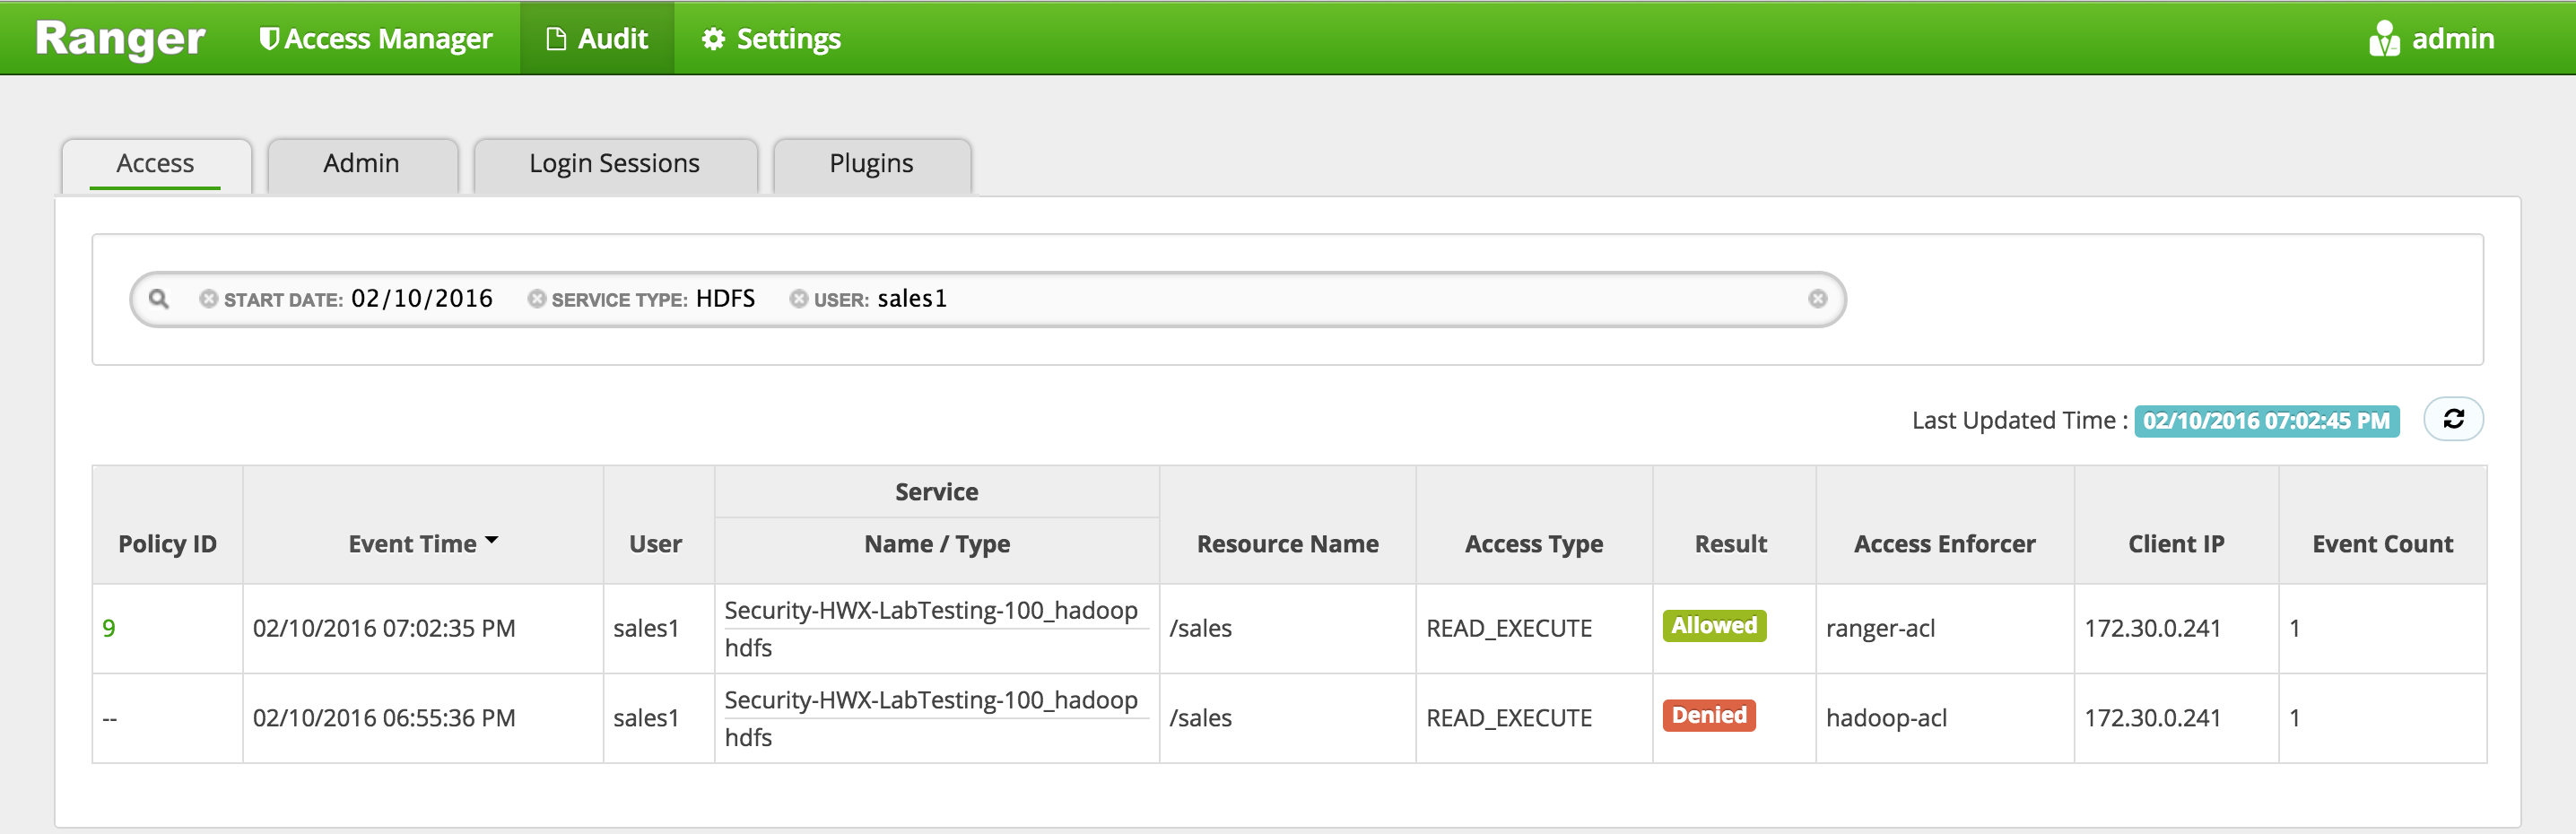 Ranger Access Manager Audit Settings admin
Access Admin Login Sessions Plugins
START DATE: 02/10/2016 SERVICE TYPE: HDFS USER: sales1
Last Updated Time : 02/10/2016 07:02:45 PM
Service
Policy ID Event Time User Name / Type Resource Name Access Type Result Access Enforcer Client IP Event Count
9 02/10/2016 07:02:35 PM sales1 Security-HWX-LabTesting-100_hadoop /sales READ_EXECUTE Allowed ranger-acl 172.30.0.241 1
hdfs
-- 02/10/2016 06:55:36 PM sales1 Security-HWX-LabTesting-100_hadoop /sales READ_EXECUTE Denied hadoop-acl 172.30.0.241 1
hdfs